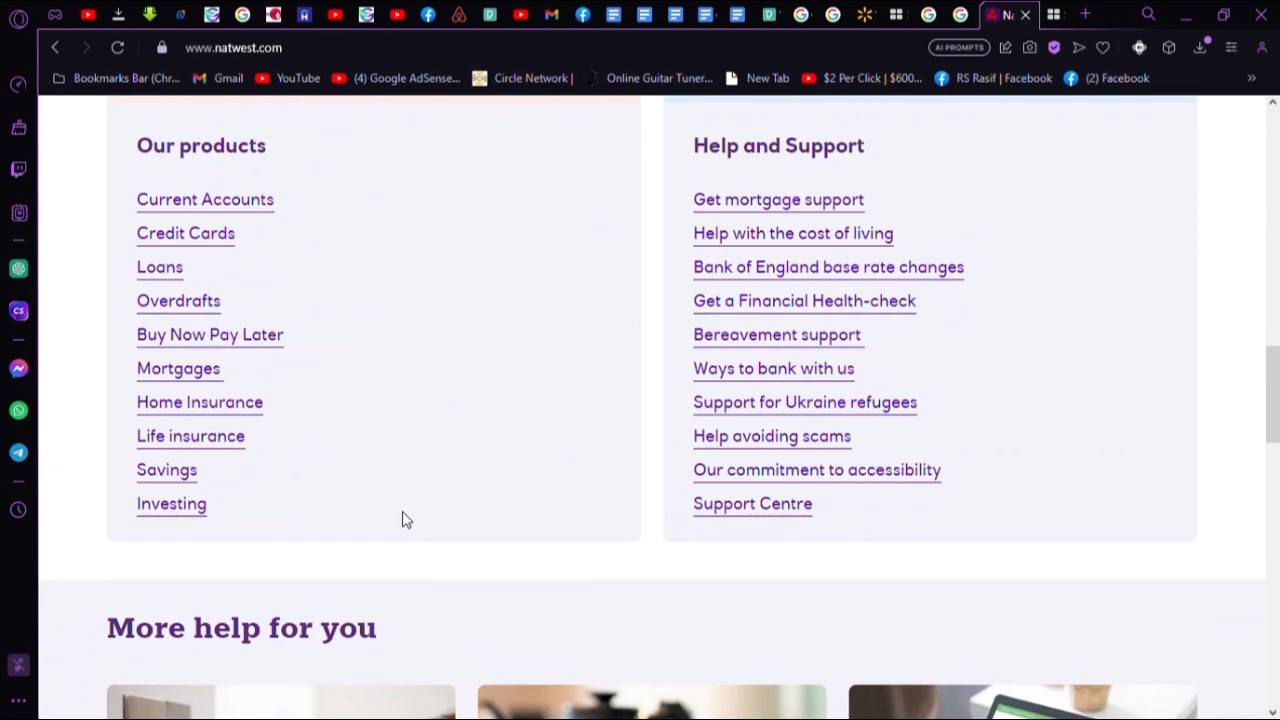 Na
www.natwest.com
AI PROMPTS
Bookmarks Bar (Chr...
Gmail
YouTube
(4) Google AdSense...
Circle Network |
Online Guitar Tuner...
New Tab
$2 Per Click | $600...
RS Rasif | Facebook
(2) Facebook
Our products
Current Accounts
Credit Cards
Loans
Overdrafts
Buy Now Pay Later
Mortgages
Home Insurance
Life insurance
Savings
Investing
Help and Support
Get mortgage support
Help with the cost of living
Bank of England base rate changes
Get a Financial Health-check
Bereavement support
Ways to bank with us
Support for Ukraine refugees
Help avoiding scams
Our commitment to accessibility
Support Centre
CS
More help for you